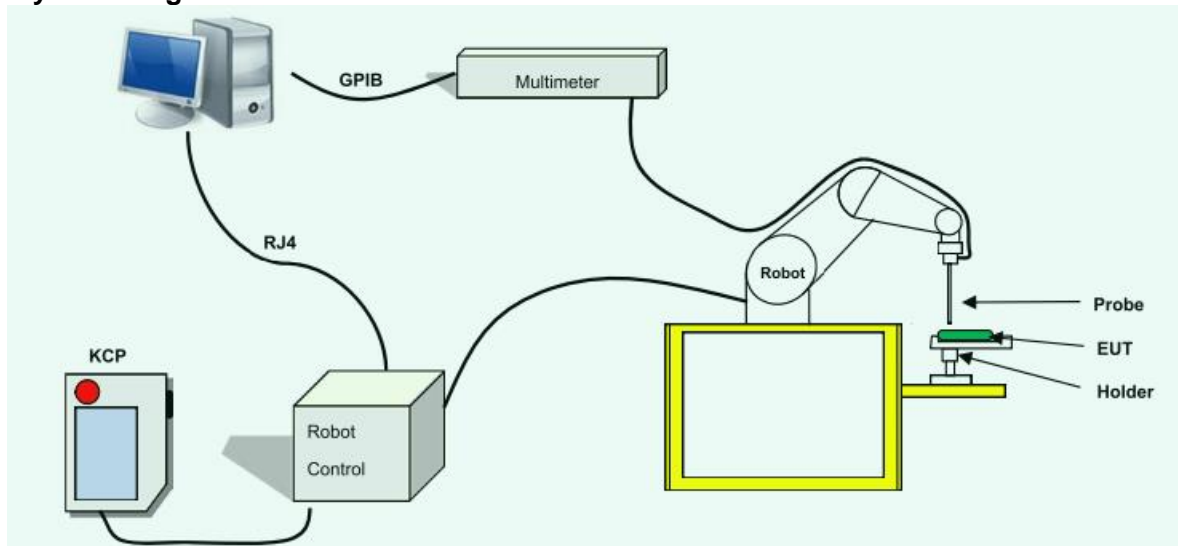 GPIB
Multimeter
RJ4
Robot
Probe
EUT
Holder
KCP
Robot
Control